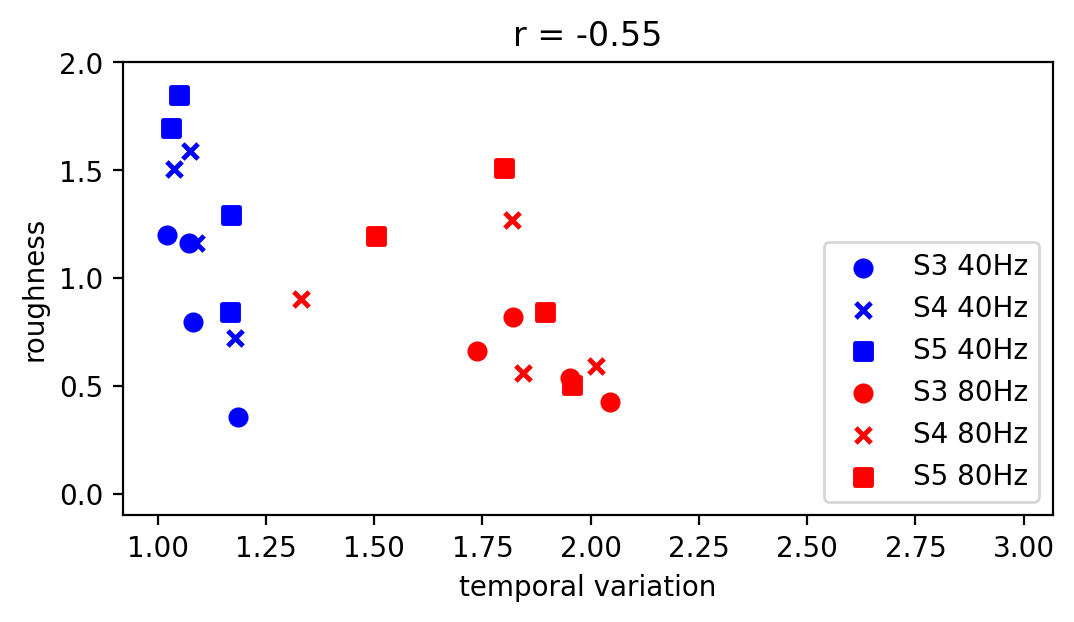 r = -0.55
roughness
2.0
1.5
1.0
0.5
0.0
S3 40Hz
S4 40Hz
S5 40Hz
S3 80Hz
S4 80Hz
S5 80Hz
1.00 1.25 1.50 1.75 2.00 2.25 2.50 2.75 3.00
temporal variation